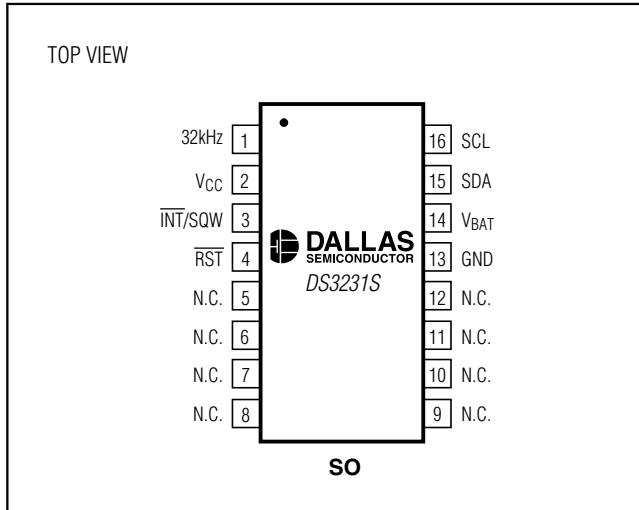 TOP VIEW
32kHz 1
VCC 2
INT/SQW 3
RST 4
N.C. 5
N.C. 6
N.C. 7
N.C. 8
DALLAS
SEMICONDUCTOR
DS3231S
16 SCL
15 SDA
14 VBAT
13 GND
12 N.C.
11 N.C.
10 N.C.
9 N.C.
SO